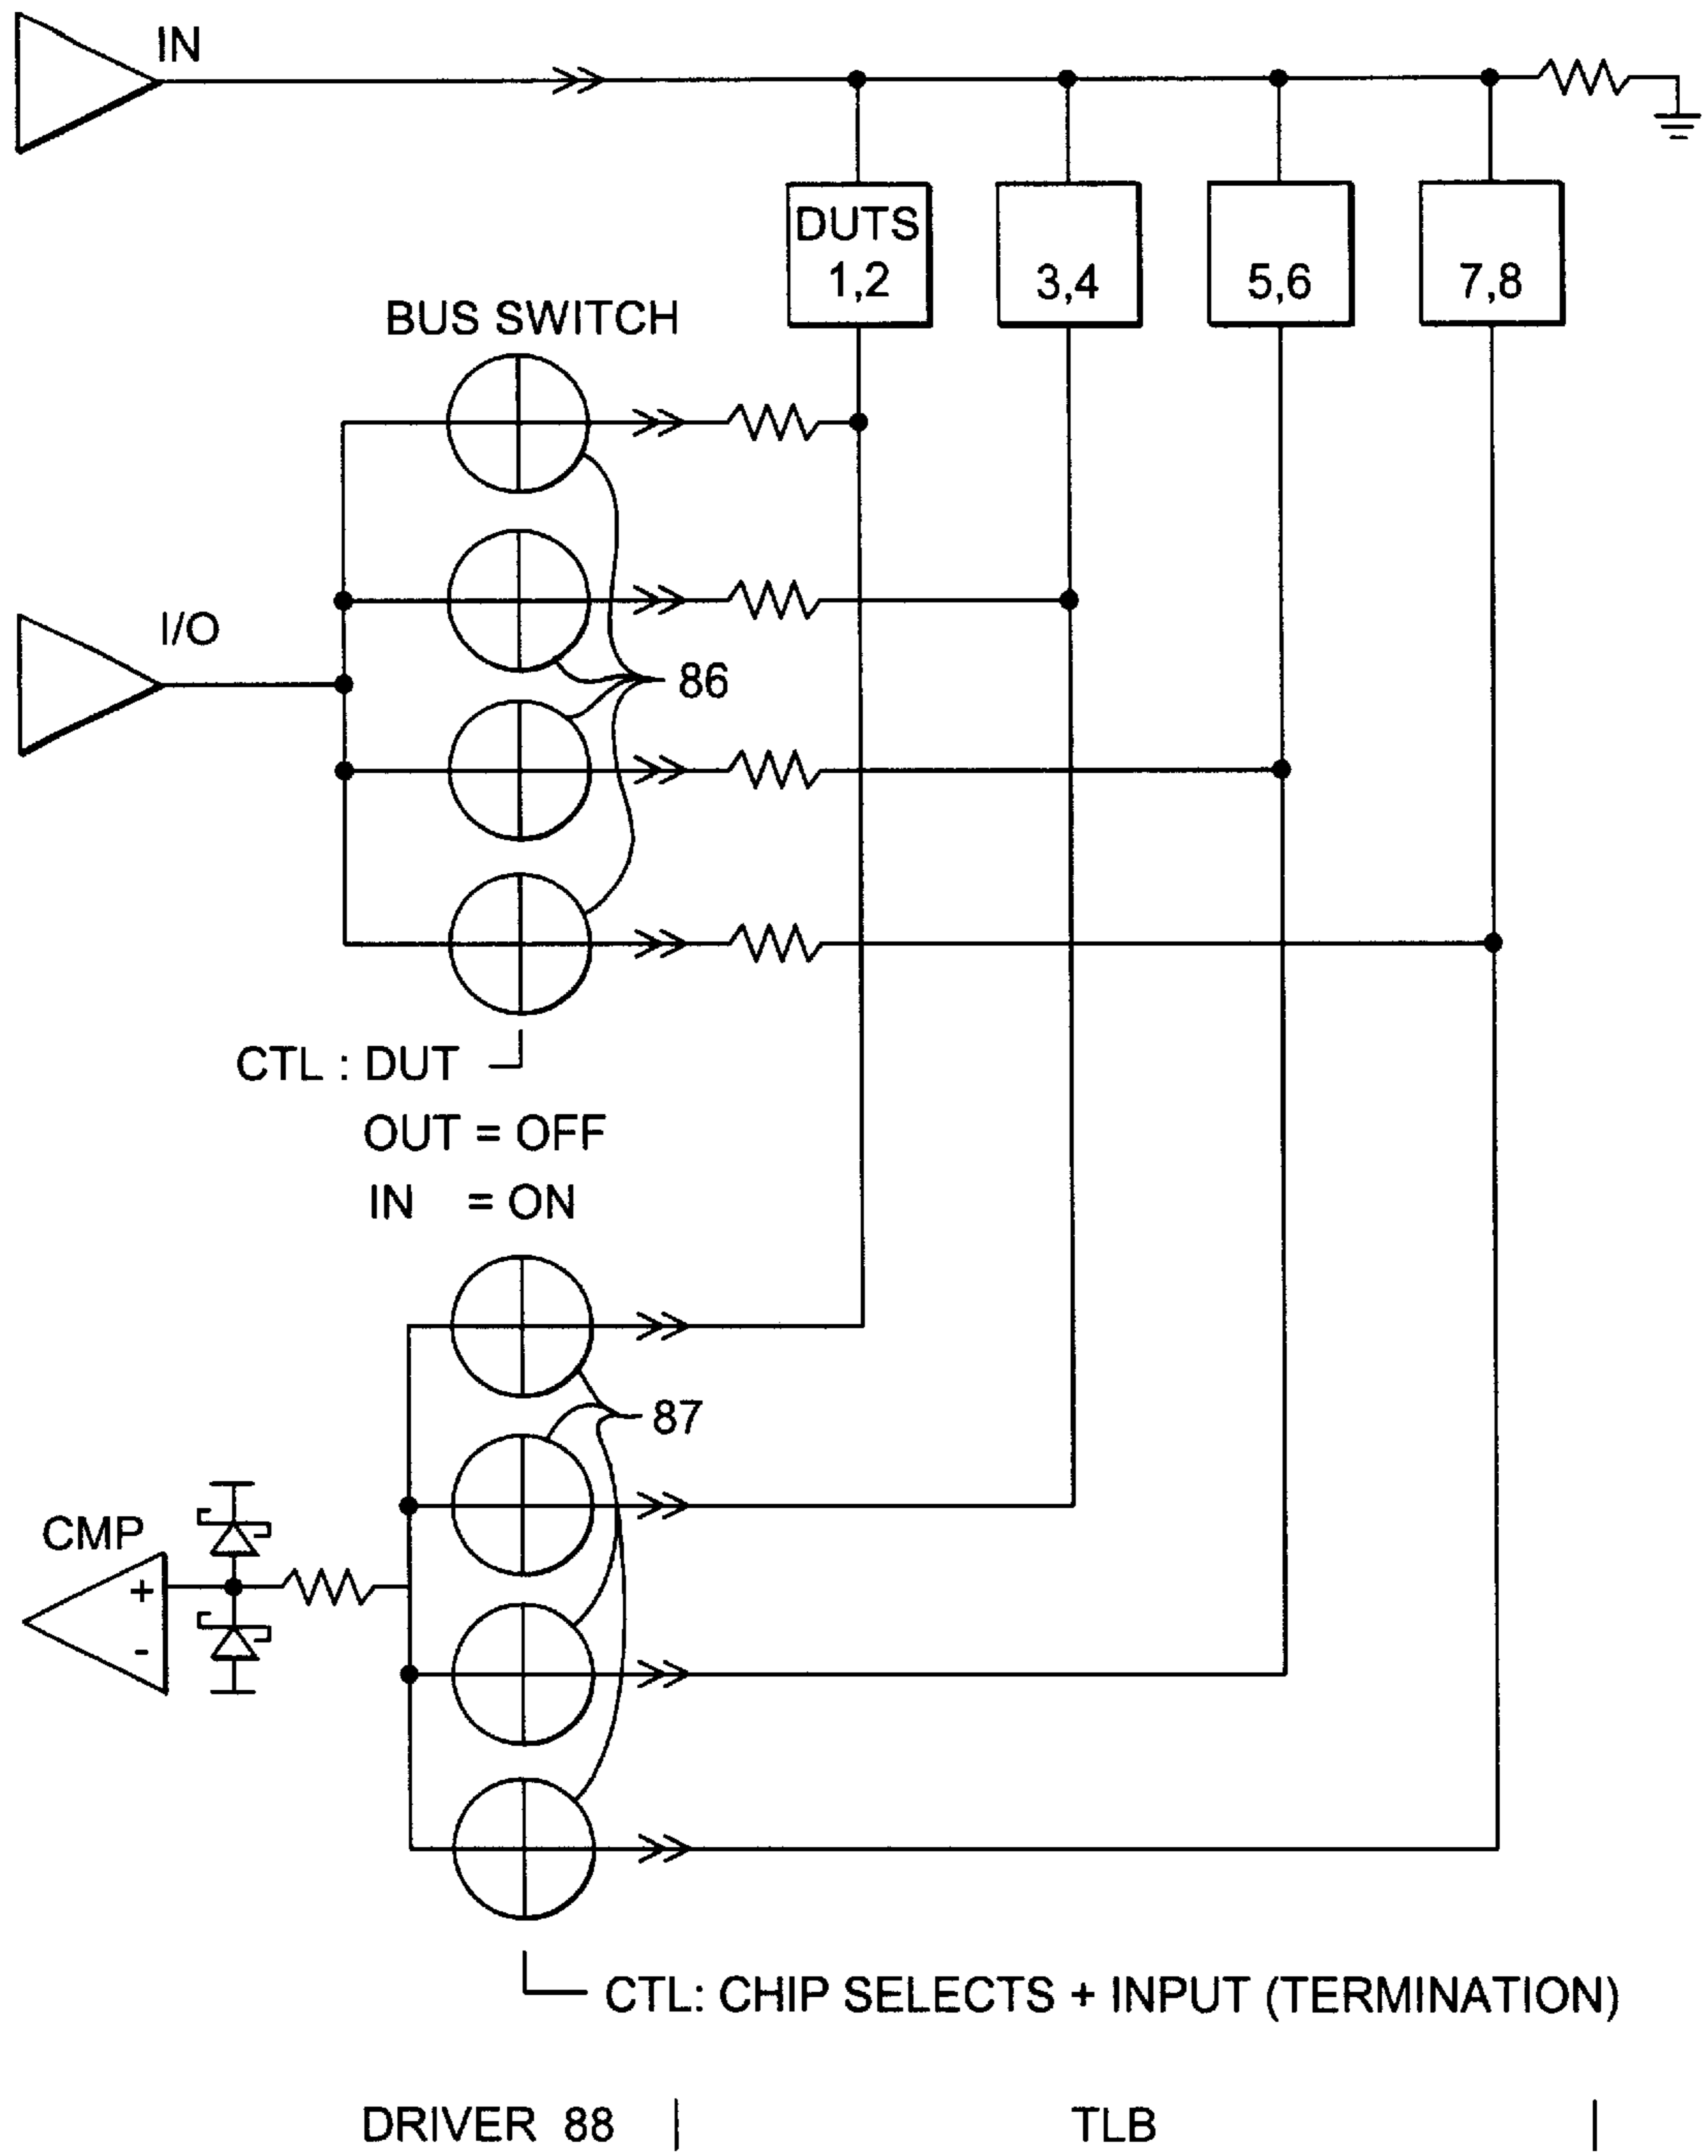 IN
DUTS
1,2
3,4
5,6
7,8
BUS SWITCH
I/O
86
CTL : DUT
OUT = OFF
IN = ON
87
CMP
+
-
CTL: CHIP SELECTS + INPUT (TERMINATION)
DRIVER 88 | TLB |